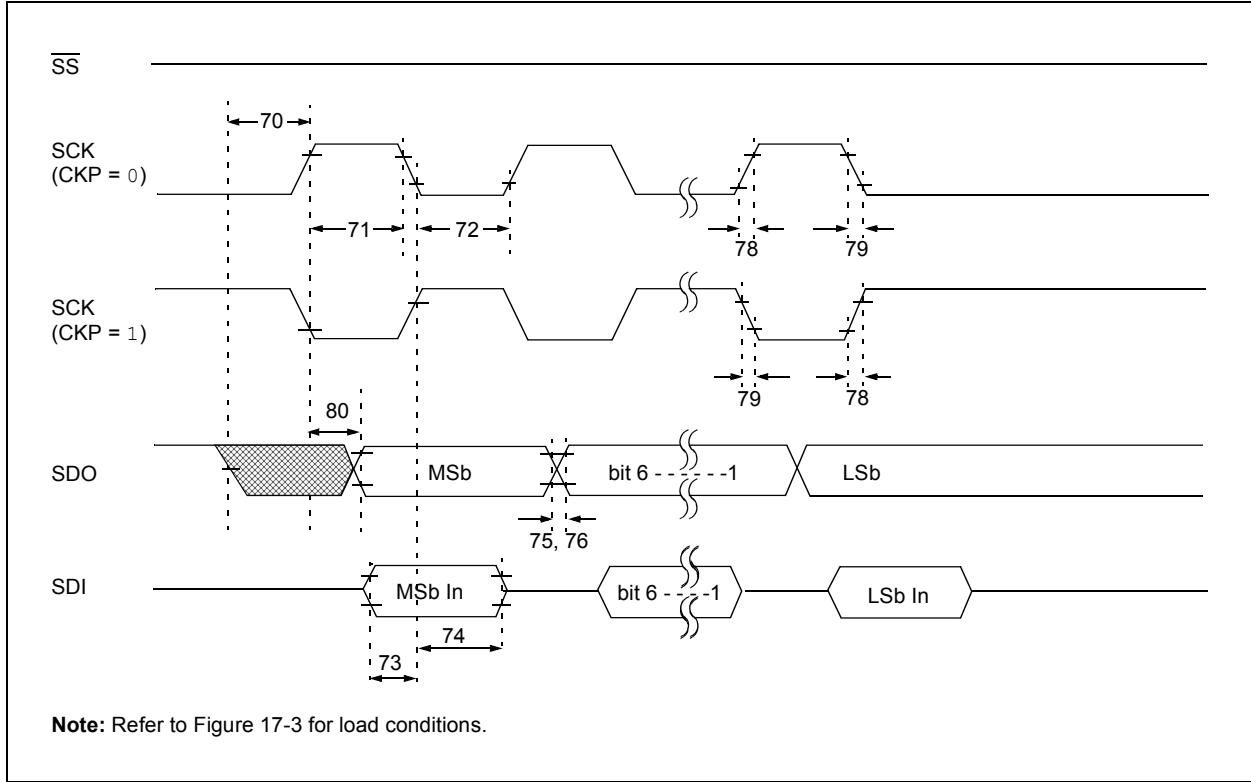 SS
70
SCK
(CKP = 0)
71
72
78
79
SCK
(CKP = 1)
79
78
80
SDO
MSb
bit 6 - - - - - - -1
LSb
75, 76
SDI
MSb In
bit 6 - - - - -1
LSb In
74
73
Note: Refer to Figure 17-3 for load conditions.